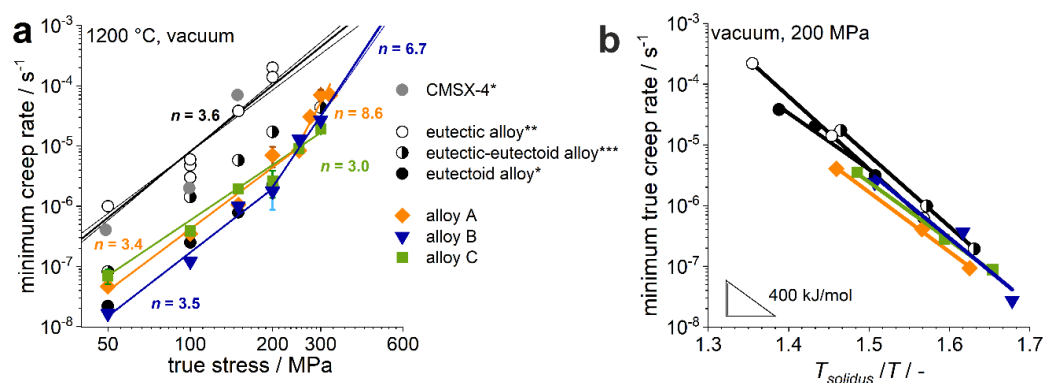 a
1200 °C, vacuum
minimum creep rate / s⁻¹
10⁻³
10⁻⁴
10⁻⁵
10⁻⁶
10⁻⁷
10⁻⁸
n = 6.7
n = 3.6
n = 8.6
n = 3.0
n = 3.4
n = 3.5
50 100 200 300 600
true stress / MPa
CMSX-4*
eutectic alloy**
eutectic-eutectoid alloy***
eutectoid alloy*
alloy A
alloy B
alloy C
b
vacuum, 200 MPa
minimum true creep rate / s⁻¹
10⁻³
10⁻⁴
10⁻⁵
10⁻⁶
10⁻⁷
10⁻⁸
400 kJ/mol
1.3 1.4 1.5 1.6 1.7
T solidus /T / -